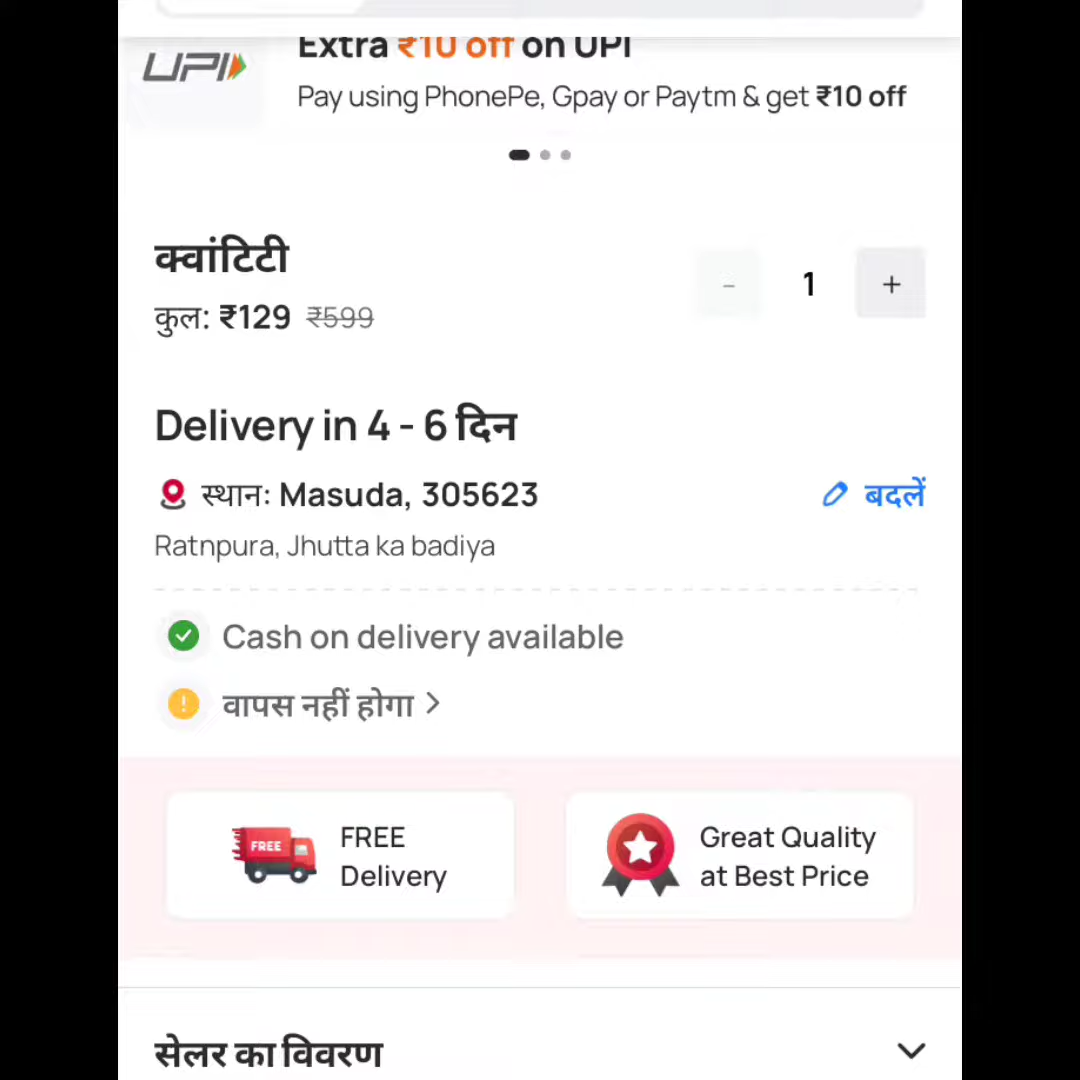 UPI
Extra ₹10 off on UPI
Pay using PhonePe, Gpay or Paytm & get ₹10 off
क्वांटिटी
- 1 +
कुल: ₹129 ₹599
Delivery in 4 - 6 दिन
स्थान: Masuda, 305623 बदलें
Ratnpura, Jhutta ka badiya
Cash on delivery available
वापस नहीं होगा >
FREE
FREE
Delivery
Great Quality
at Best Price
सेलर का विवरण